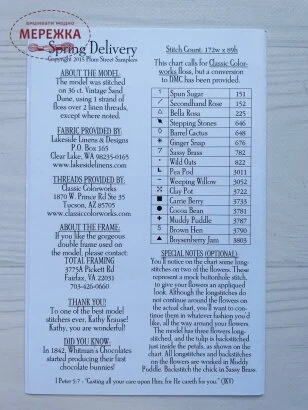 вишивати модно
МЕРЕЖКА
Spring Delivery
Copyright 2015 Plum Street Samplers
ABOUT THE MODEL
The model was stitched
on 36 ct. Vintage Sand
Dune, using 1 strand of
floss over 2 linen threads,
except where noted.
FABRIC PROVIDED BY:
Lakeside Linens & Designs
P.O. Box 165
Clear Lake, WA 98235-0165
www.lakesidelinens.com
THREADS PROVIDED BY:
Classic Colorworks
1870 W. Prince Rd Ste 35
Tucson, AZ 85705
www.classiccolorworks.com
ABOUT THE FRAME:
If you like the gorgeous
double frame used on
the model, please contact:
TOTAL FRAMING
3775A Pickett Rd
Fairfax, VA 22031
703-426-0660
THANK YOU!
To one of the best model
stitchers ever, Kathy Krause!
Kathy, you are wonderful!
DID YOU KNOW:
In 1842, Whitman's Chocolates
started producing their first
chocolate bunnies!
Stitch Count: 172w x 89h
This chart calls for Classic Color-
works floss, but a conversion
to DMC has been provided.
Spun Sugar 151
Secondhand Rose 152
Bella Rosa 225
Stepping Stones 646
Barrel Cactus 648
Ginger Snap 676
Sassy Brass 782
Wild Oats 822
Pea Pod 3011
Weeping Willow 3052
Clay Pot 3722
Came Berry 3733
Cocoa Bean 3781
Muddy Puddle 3787
Brown Hen 3790
Boysenberry Jam 3803
SPECIAL NOTES (OPTIONAL):
You'll notice on the chart some long-
stitches on two of the flowers. These
represent a mock buttonhole stitch,
to give your flowers an appliqued
look. Although the longstitches do
not continue around the flowers on
the actual chart, you'll want to con-
tinue them in whatever fashion you'd
like, all the way around your flowers.
The model has three flowers long-
stitched, and the tulip is backstitched
just inside the petals, as shown on the
chart. All longstitches and backstitches
on the flowers are worked in Muddy
Puddle. Backstitch the chick in Sassy Brass.
I Peter 5:7 - "Casting all your care upon Him; for He careth for you." (KJV)